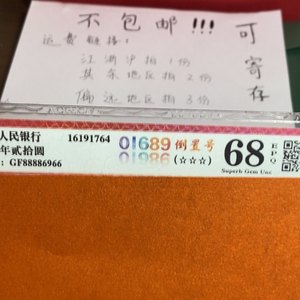 不包邮!!!
可寄存
运费链接:
江浙沪拍1份
其余地区拍2份
偏远地区拍3份
人民银行 16191764
年贰拾圆
: GF88886966
01689 倒置号
01986 (☆☆☆)
68 EPQ
Superb Gem Unc